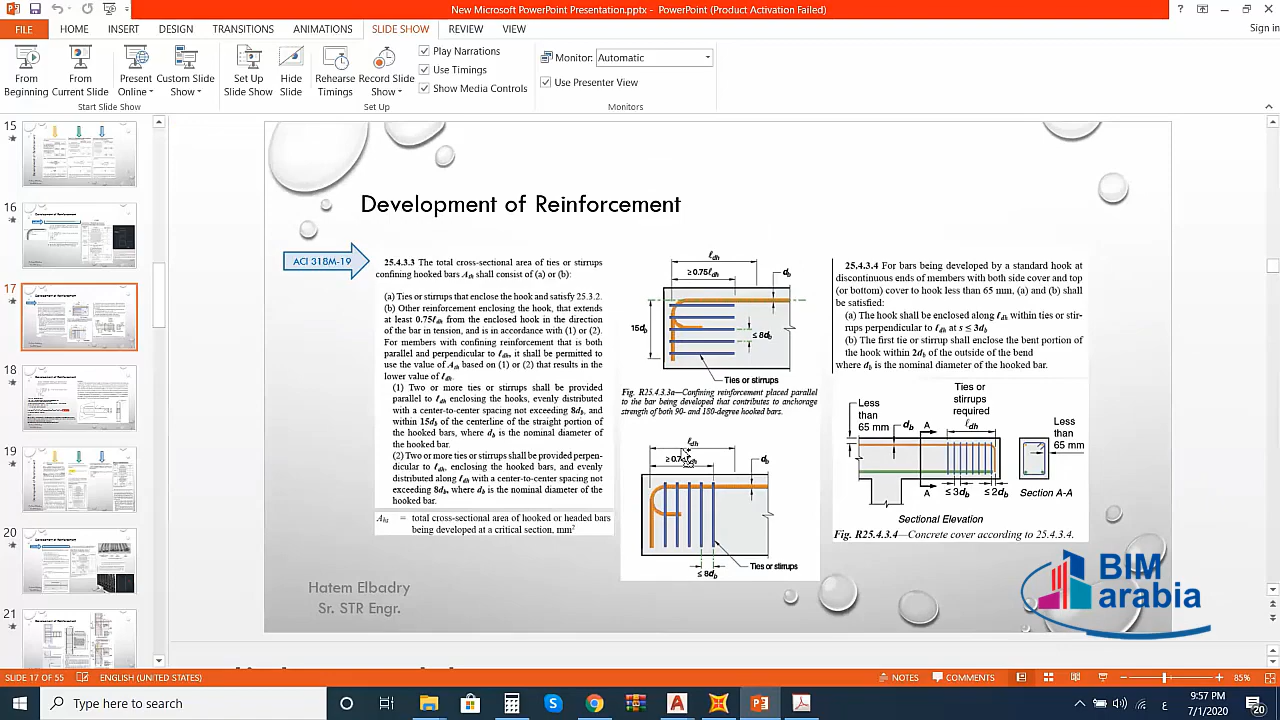 New Microsoft PowerPoint Presentation.pptx - PowerPoint (Product Activation Failed)
Sign in
FILE HOME INSERT DESIGN TRANSITIONS ANIMATIONS SLIDE SHOW REVIEW VIEW
From Beginning
From Current Slide
Present Online
Custom Slide Show
Start Slide Show
Set Up Slide Show
Hide Slide
Rehearse Timings
Record Slide Show
Play Narrations
Use Timings
Show Media Controls
Set Up
Monitor: Automatic
Use Presenter View
Monitors
15
16
17
18
19
20
21
Development of Reinforcement
ACI 318M-19
25.4.3.3 The total cross-sectional area of ties or stirrups
confining hooked bars Ath shall consist of (a) or (b):
(a) Ties or stirrups that enclose the hook and satisfy 25.3.2.
(b) Other reinforcement enclosing the hook, that extends
at least 0.75ℓdh from the enclosed hook in the direction
of the bar in tension, and is in accordance with (1) or (2).
For members with confining reinforcement that is both
parallel and perpendicular to ℓdh, it shall be permitted to
use the value of Ath based on (1) or (2) that results in the
lower value of ℓdh.
(1) Two or more ties or stirrups shall be provided
parallel to ℓdh enclosing the hooks, evenly distributed
with a center-to-center spacing not exceeding 8db, and
within 15db of the centerline of the straight portion of
the hooked bars, where db is the nominal diameter of
the hooked bar.
(2) Two or more ties or stirrups shall be provided perpen-
dicular to ℓdh, enclosing the hooked bars, and evenly
distributed along ℓdh with a center-to-center spacing not
exceeding 8db, where db is the nominal diameter of the
hooked bar.
Ahs = total cross-sectional area of hooked or headed bars
being developed at a critical section, mm²
ℓdh
≥0.75ℓdh
db
15db
≤ 8db
Ties or stirrups
Fig. R25.4.3.3a—Confining reinforcement placed parallel
to the bar being developed that contributes to anchorage
strength of both 90- and 180-degree hooked bars.
ℓdh
db
Ties or stirrups
≤ 8db
25.4.3.4 For bars being developed by a standard hook at
discontinuous ends of members with both side cover and top
(or bottom) cover to hook less than 65 mm, (a) and (b) shall
be satisfied:
(a) The hook shall be enclosed along ℓdh within ties or stir-
rups perpendicular to ℓdh at s ≤ 3db
(b) The first tie or stirrup shall enclose the bent portion of
the hook within 2db of the outside of the bend
where db is the nominal diameter of the hooked bar.
Less than 65 mm
db
A
Ties or stirrups required
ℓdh
Less than 65 mm
A
≤ 3db
≤ 2db
Section A-A
Sectional Elevation
Fig. R25.4.3.4—Concrete cover according to 25.4.3.4.
Hatem Elbadry
Sr. STR Engr.
BIM
arabia
SLIDE 17 OF 55 ENGLISH (UNITED STATES) NOTES COMMENTS 85%
Type here to search
ع
9:57 PM
7/1/2020
20